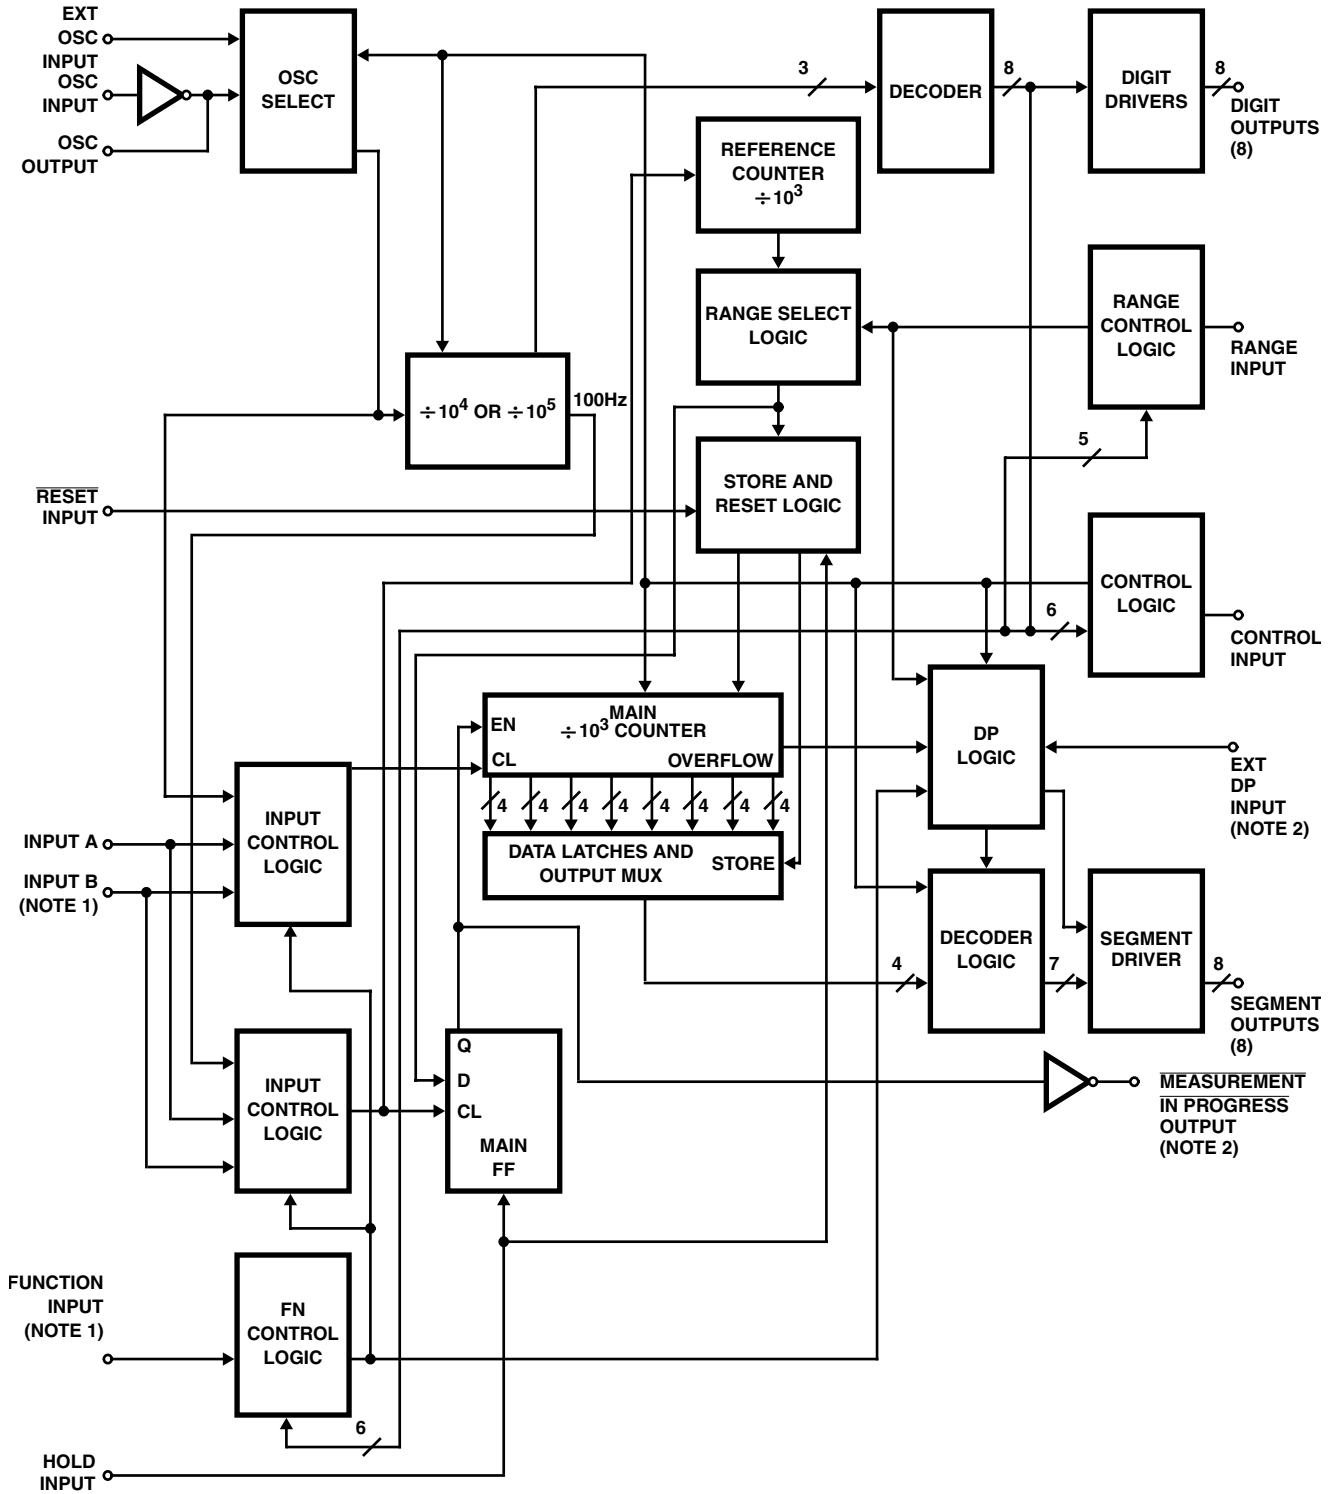 EXT
OSC
INPUT
OSC
INPUT
OSC
OUTPUT
OSC
SELECT
3
DECODER
8
DIGIT
DRIVERS
8
DIGIT
OUTPUTS
(8)
REFERENCE
COUNTER
÷10³
RANGE SELECT
LOGIC
RANGE
CONTROL
LOGIC
RANGE
INPUT
÷10⁴ OR ÷10⁵
100Hz
5
RESET
INPUT
STORE AND
RESET LOGIC
CONTROL
LOGIC
6
CONTROL
INPUT
MAIN
÷10³ COUNTER
EN
CL
OVERFLOW
DP
LOGIC
EXT
DP
INPUT
(NOTE 2)
4
4
4
4
4
4
4
4
INPUT
CONTROL
LOGIC
INPUT A
INPUT B
(NOTE 1)
DATA LATCHES AND
OUTPUT MUX
STORE
4
DECODER
LOGIC
7
SEGMENT
DRIVER
8
SEGMENT
OUTPUTS
(8)
INPUT
CONTROL
LOGIC
Q
D
CL
MAIN
FF
MEASUREMENT
IN PROGRESS
OUTPUT
(NOTE 2)
FUNCTION
INPUT
(NOTE 1)
FN
CONTROL
LOGIC
6
HOLD
INPUT